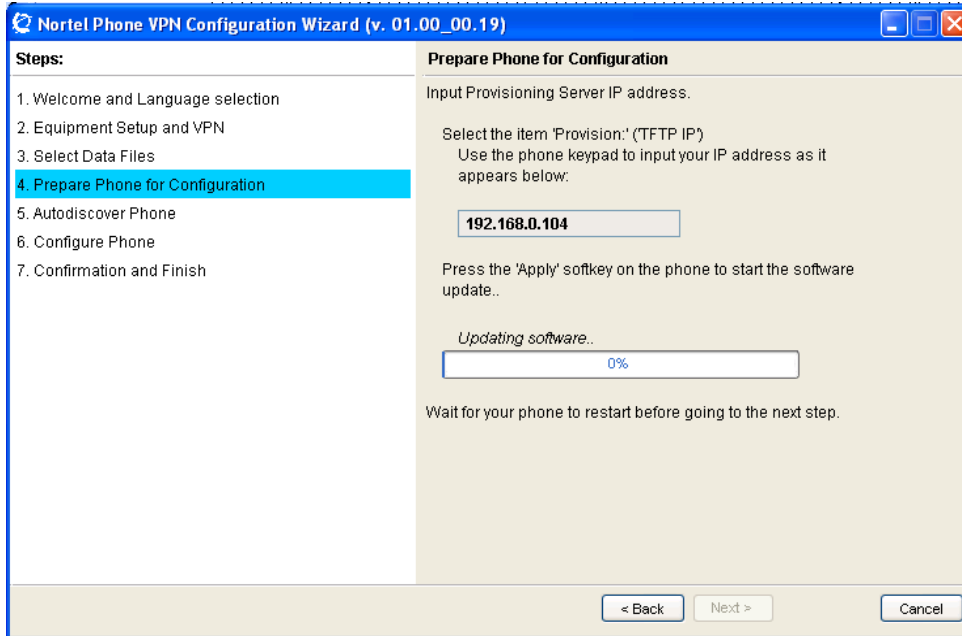 Nortel Phone VPN Configuration Wizard (v. 01.00_00.19)
Steps:
1. Welcome and Language selection
2. Equipment Setup and VPN
3. Select Data Files
4. Prepare Phone for Configuration
5. Autodiscover Phone
6. Configure Phone
7. Confirmation and Finish
Prepare Phone for Configuration
Input Provisioning Server IP address.
Select the item 'Provision:' ('TFTP IP')
Use the phone keypad to input your IP address as it
appears below:
192.168.0.104
Press the 'Apply' softkey on the phone to start the software
update..
Updating software..
0%
Wait for your phone to restart before going to the next step.
< Back
Next >
Cancel